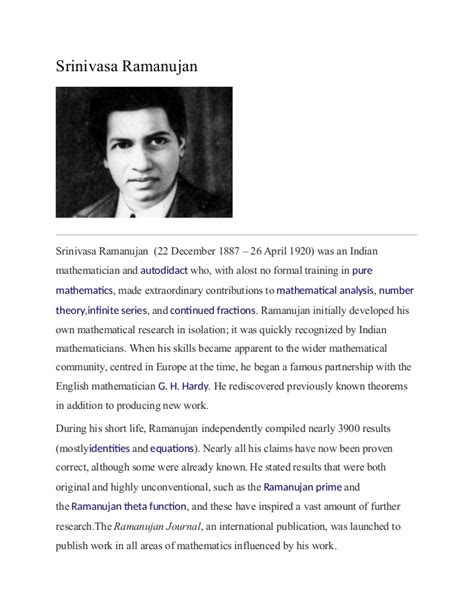 Srinivasa Ramanujan
Srinivasa Ramanujan (22 December 1887 – 26 April 1920) was an Indian
mathematician and autodidact who, with alost no formal training in pure
mathematics, made extraordinary contributions to mathematical analysis, number
theory,infinite series, and continued fractions. Ramanujan initially developed his
own mathematical research in isolation; it was quickly recognized by Indian
mathematicians. When his skills became apparent to the wider mathematical
community, centred in Europe at the time, he began a famous partnership with the
English mathematician G. H. Hardy. He rediscovered previously known theorems
in addition to producing new work.
During his short life, Ramanujan independently compiled nearly 3900 results
(mostlyidentities and equations). Nearly all his claims have now been proven
correct, although some were already known. He stated results that were both
original and highly unconventional, such as the Ramanujan prime and
the Ramanujan theta function, and these have inspired a vast amount of further
research.The Ramanujan Journal, an international publication, was launched to
publish work in all areas of mathematics influenced by his work.